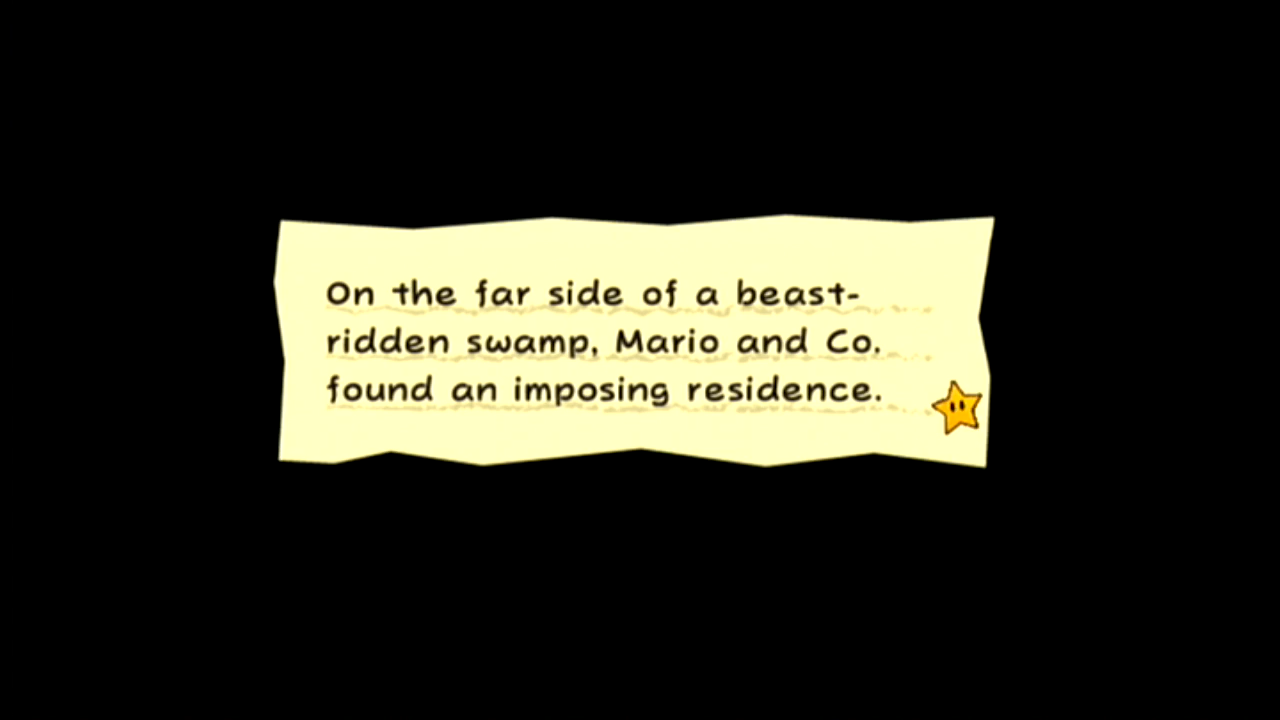 On the far side of a beast-
ridden swamp, Mario and Co.
found an imposing residence.